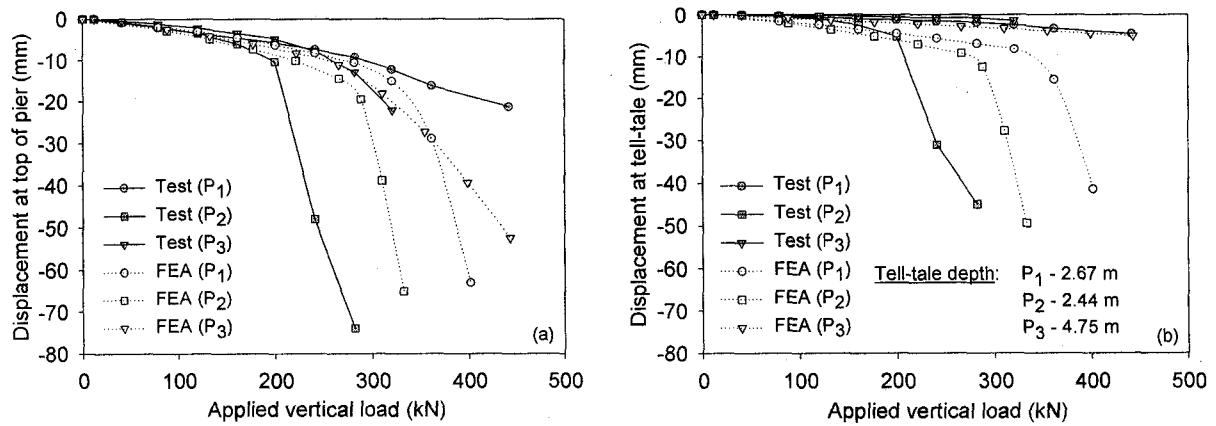 Displacement at top of pier (mm)
0
-10
-20
-30
-40
-50
-60
-70
-80
Test (P1)
Test (P2)
Test (P3)
FEA (P1)
FEA (P2)
FEA (P3)
(a)
0 100 200 300 400 500
Applied vertical load (kN)
Displacement at tell-tale (mm)
0
-10
-20
-30
-40
-50
-60
-70
-80
Test (P1)
Test (P2)
Test (P3)
FEA (P1)
FEA (P2)
FEA (P3)
Tell-tale depth: P1 - 2.67 m
P2 - 2.44 m
P3 - 4.75 m
(b)
0 100 200 300 400 500
Applied vertical load (kN)